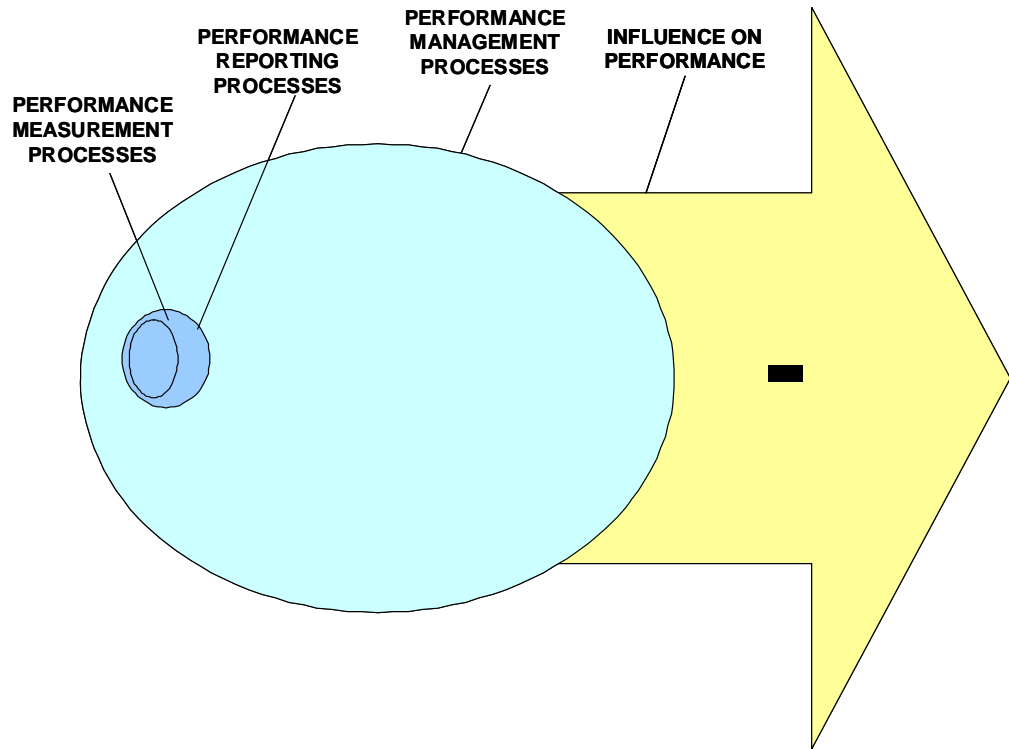 PERFORMANCE
MEASUREMENT
PROCESSES
PERFORMANCE
REPORTING
PROCESSES
PERFORMANCE
MANAGEMENT
PROCESSES
INFLUENCE ON
PERFORMANCE